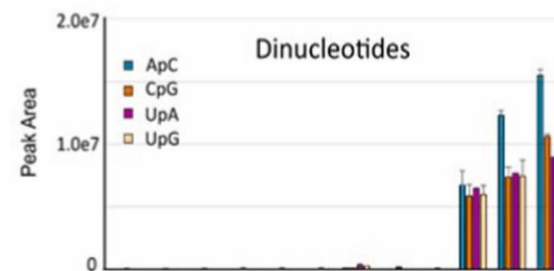 2.0e7
Dinucleotides
ApC
CpG
UpA
UpG
Peak Area
1.0e7
0